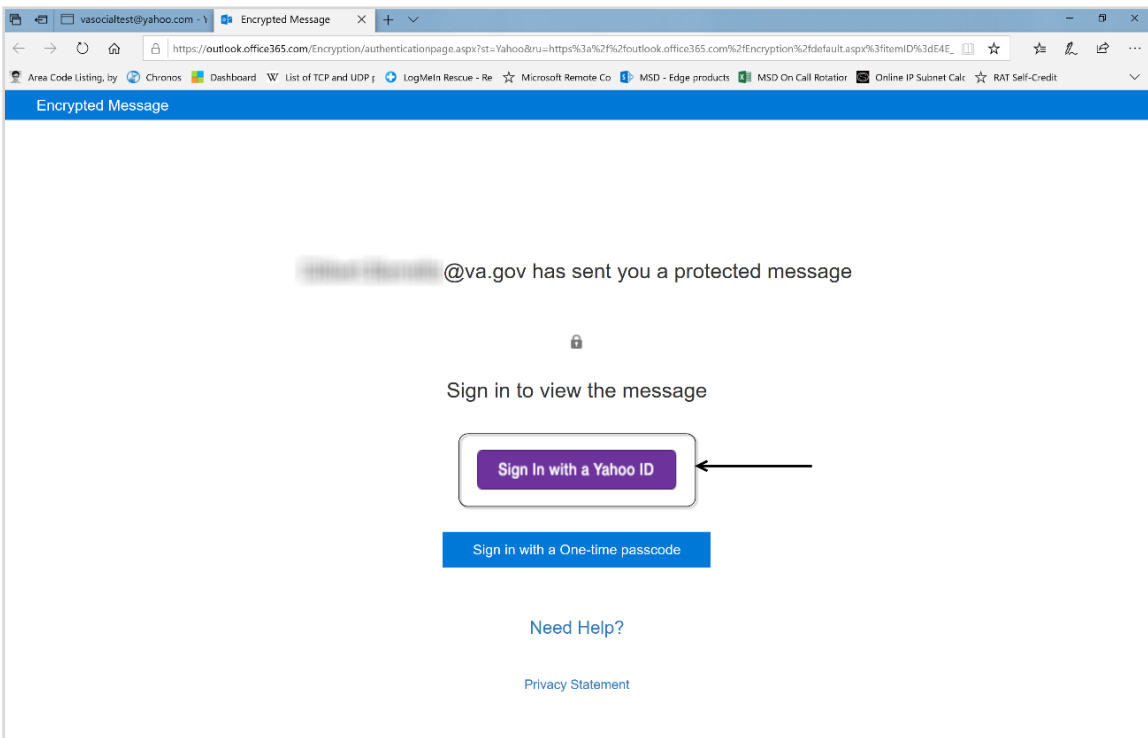 vasocialtest@yahoo.com - Y
Encrypted Message
https://outlook.office365.com/Encryption/authenticationpage.aspx?st=Yahoo&ru=https%3a%2f%2foutlook.office365.com%2fEncryption%2fdefault.aspx%3fitemID%3dE4E_
Area Code Listing, by Chronos Dashboard W List of TCP and UDP p LogMeIn Rescue - Re Microsoft Remote Co MSD - Edge products MSD On Call Rotation Online IP Subnet Calc RAT Self-Credit
Encrypted Message
@va.gov has sent you a protected message
Sign in to view the message
Sign In with a Yahoo ID
Sign in with a One-time passcode
Need Help?
Privacy Statement